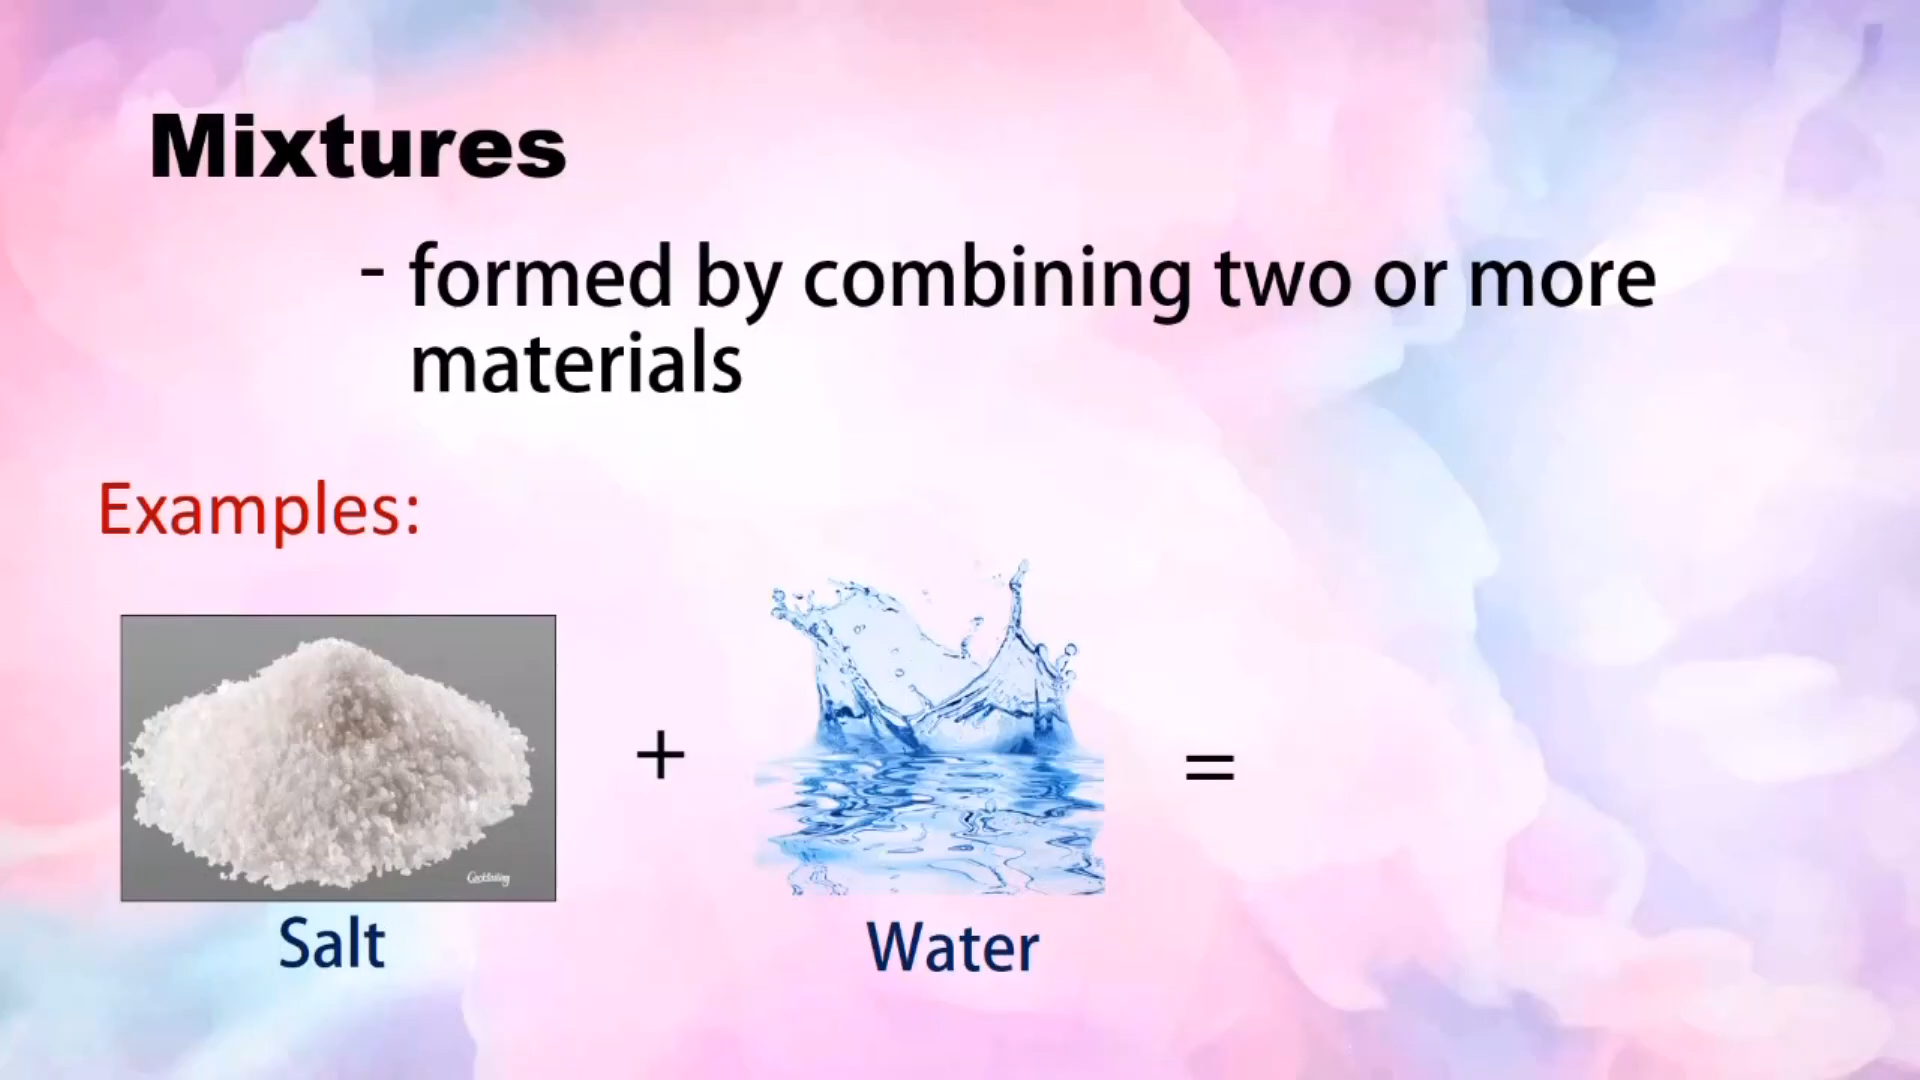 Mixtures
- formed by combining two or more
materials
Examples:
+
=
Salt
Water